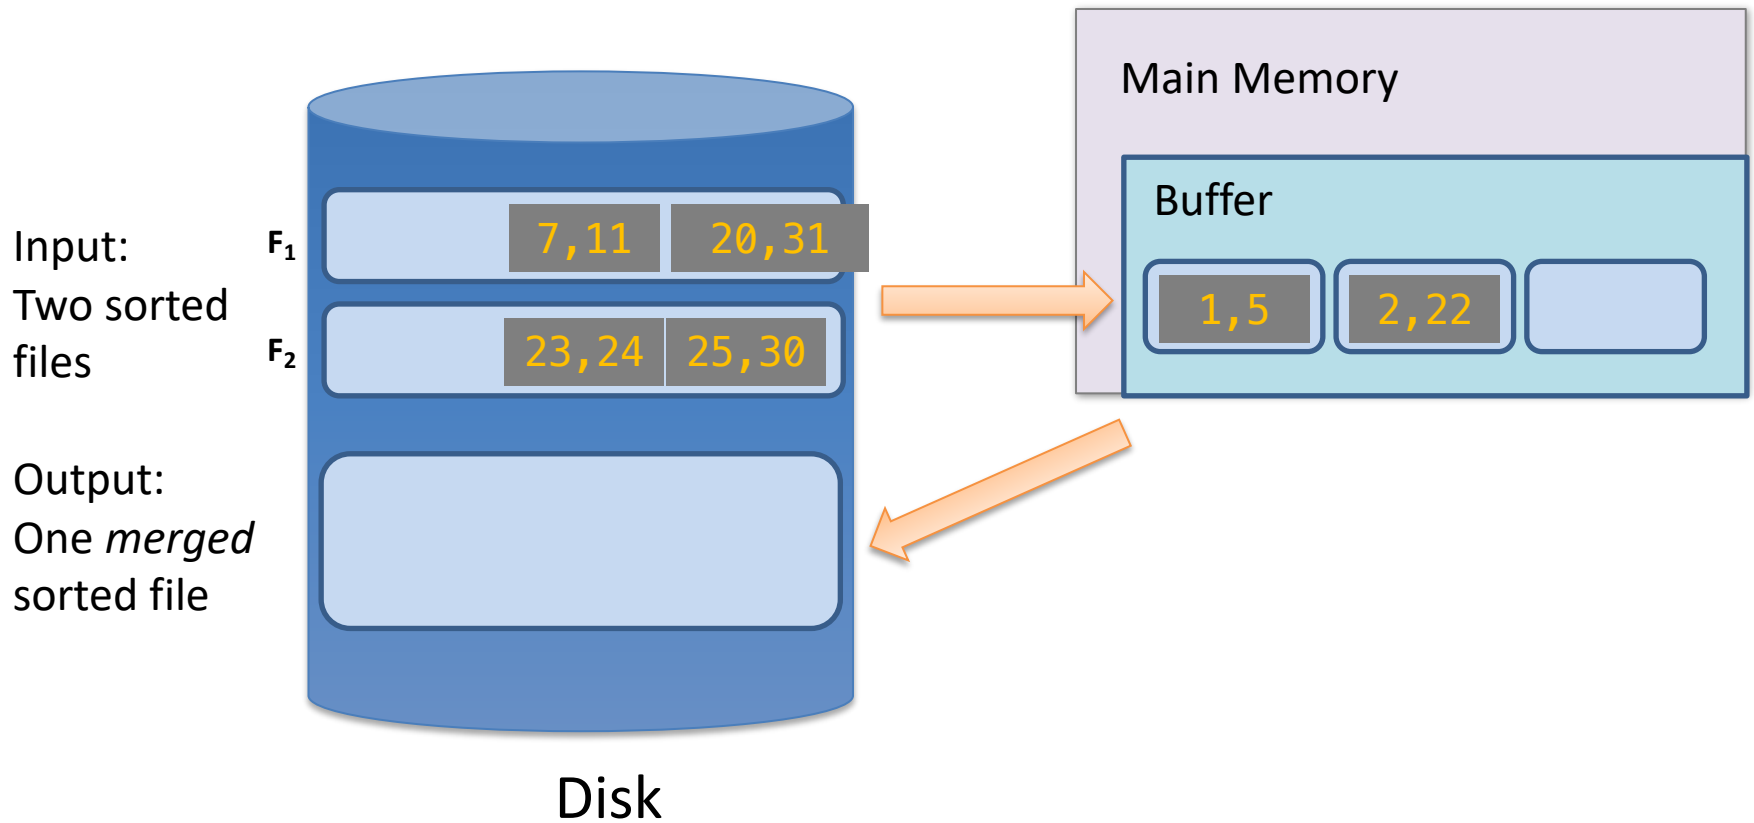 Main Memory
Buffer
1,5
2,22
Input:
Two sorted
files
F1
7,11
20,31
F2
23,24
25,30
Output:
One merged
sorted file
Disk